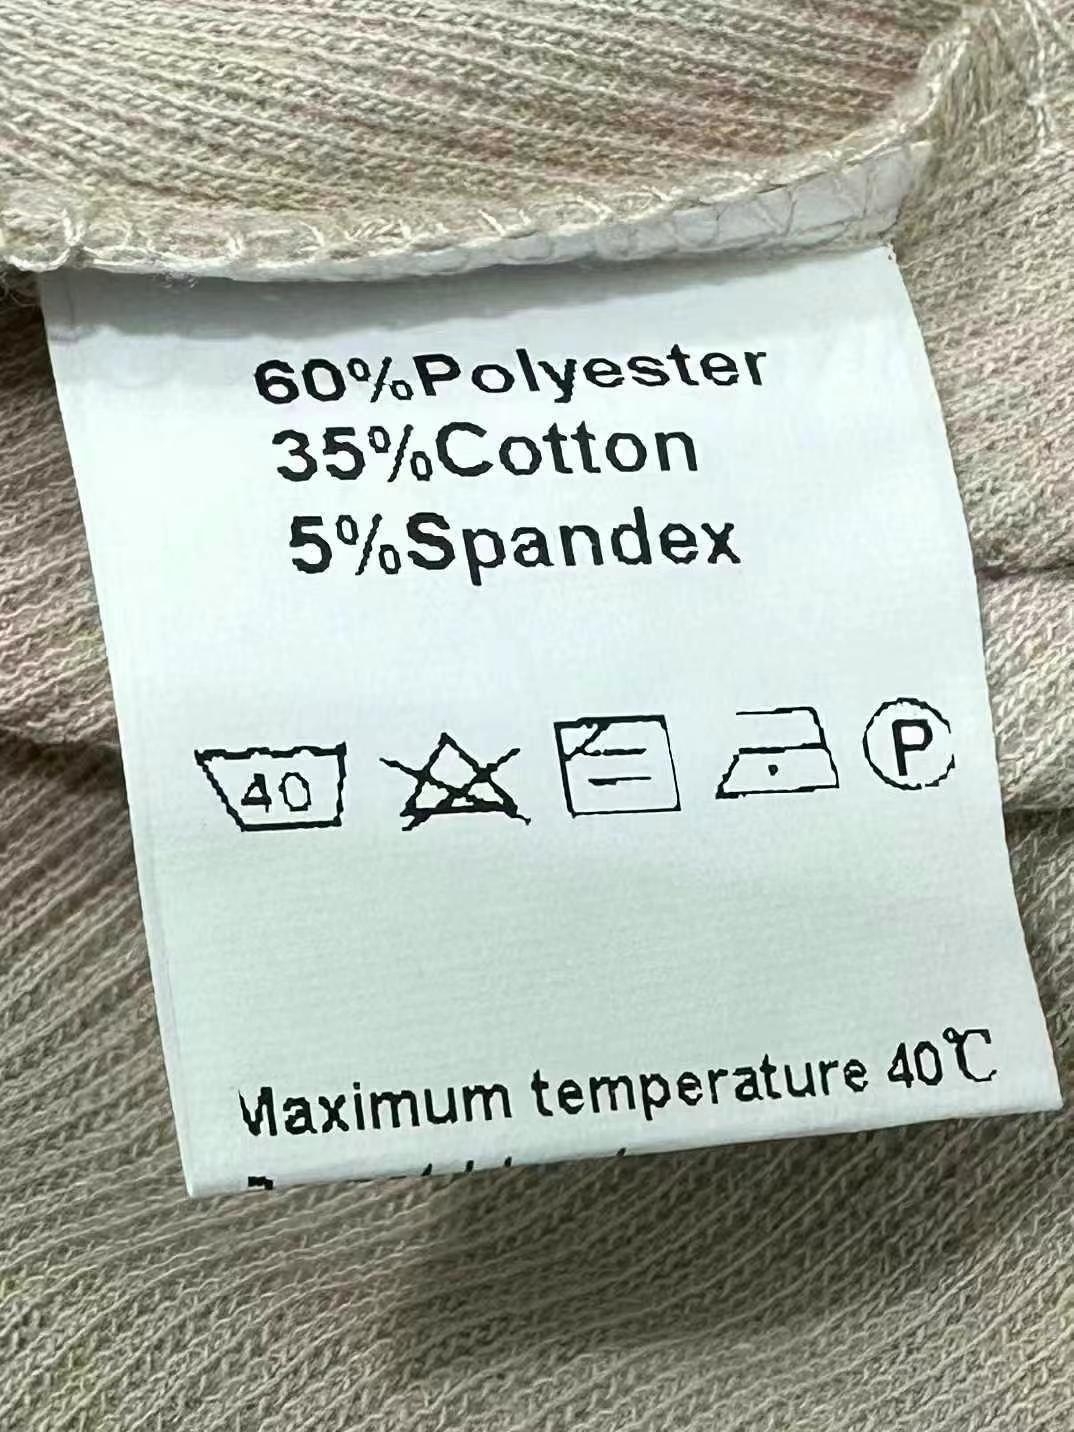 60%Polyester
35%Cotton
5%Spandex
40
P
Maximum temperature 40℃